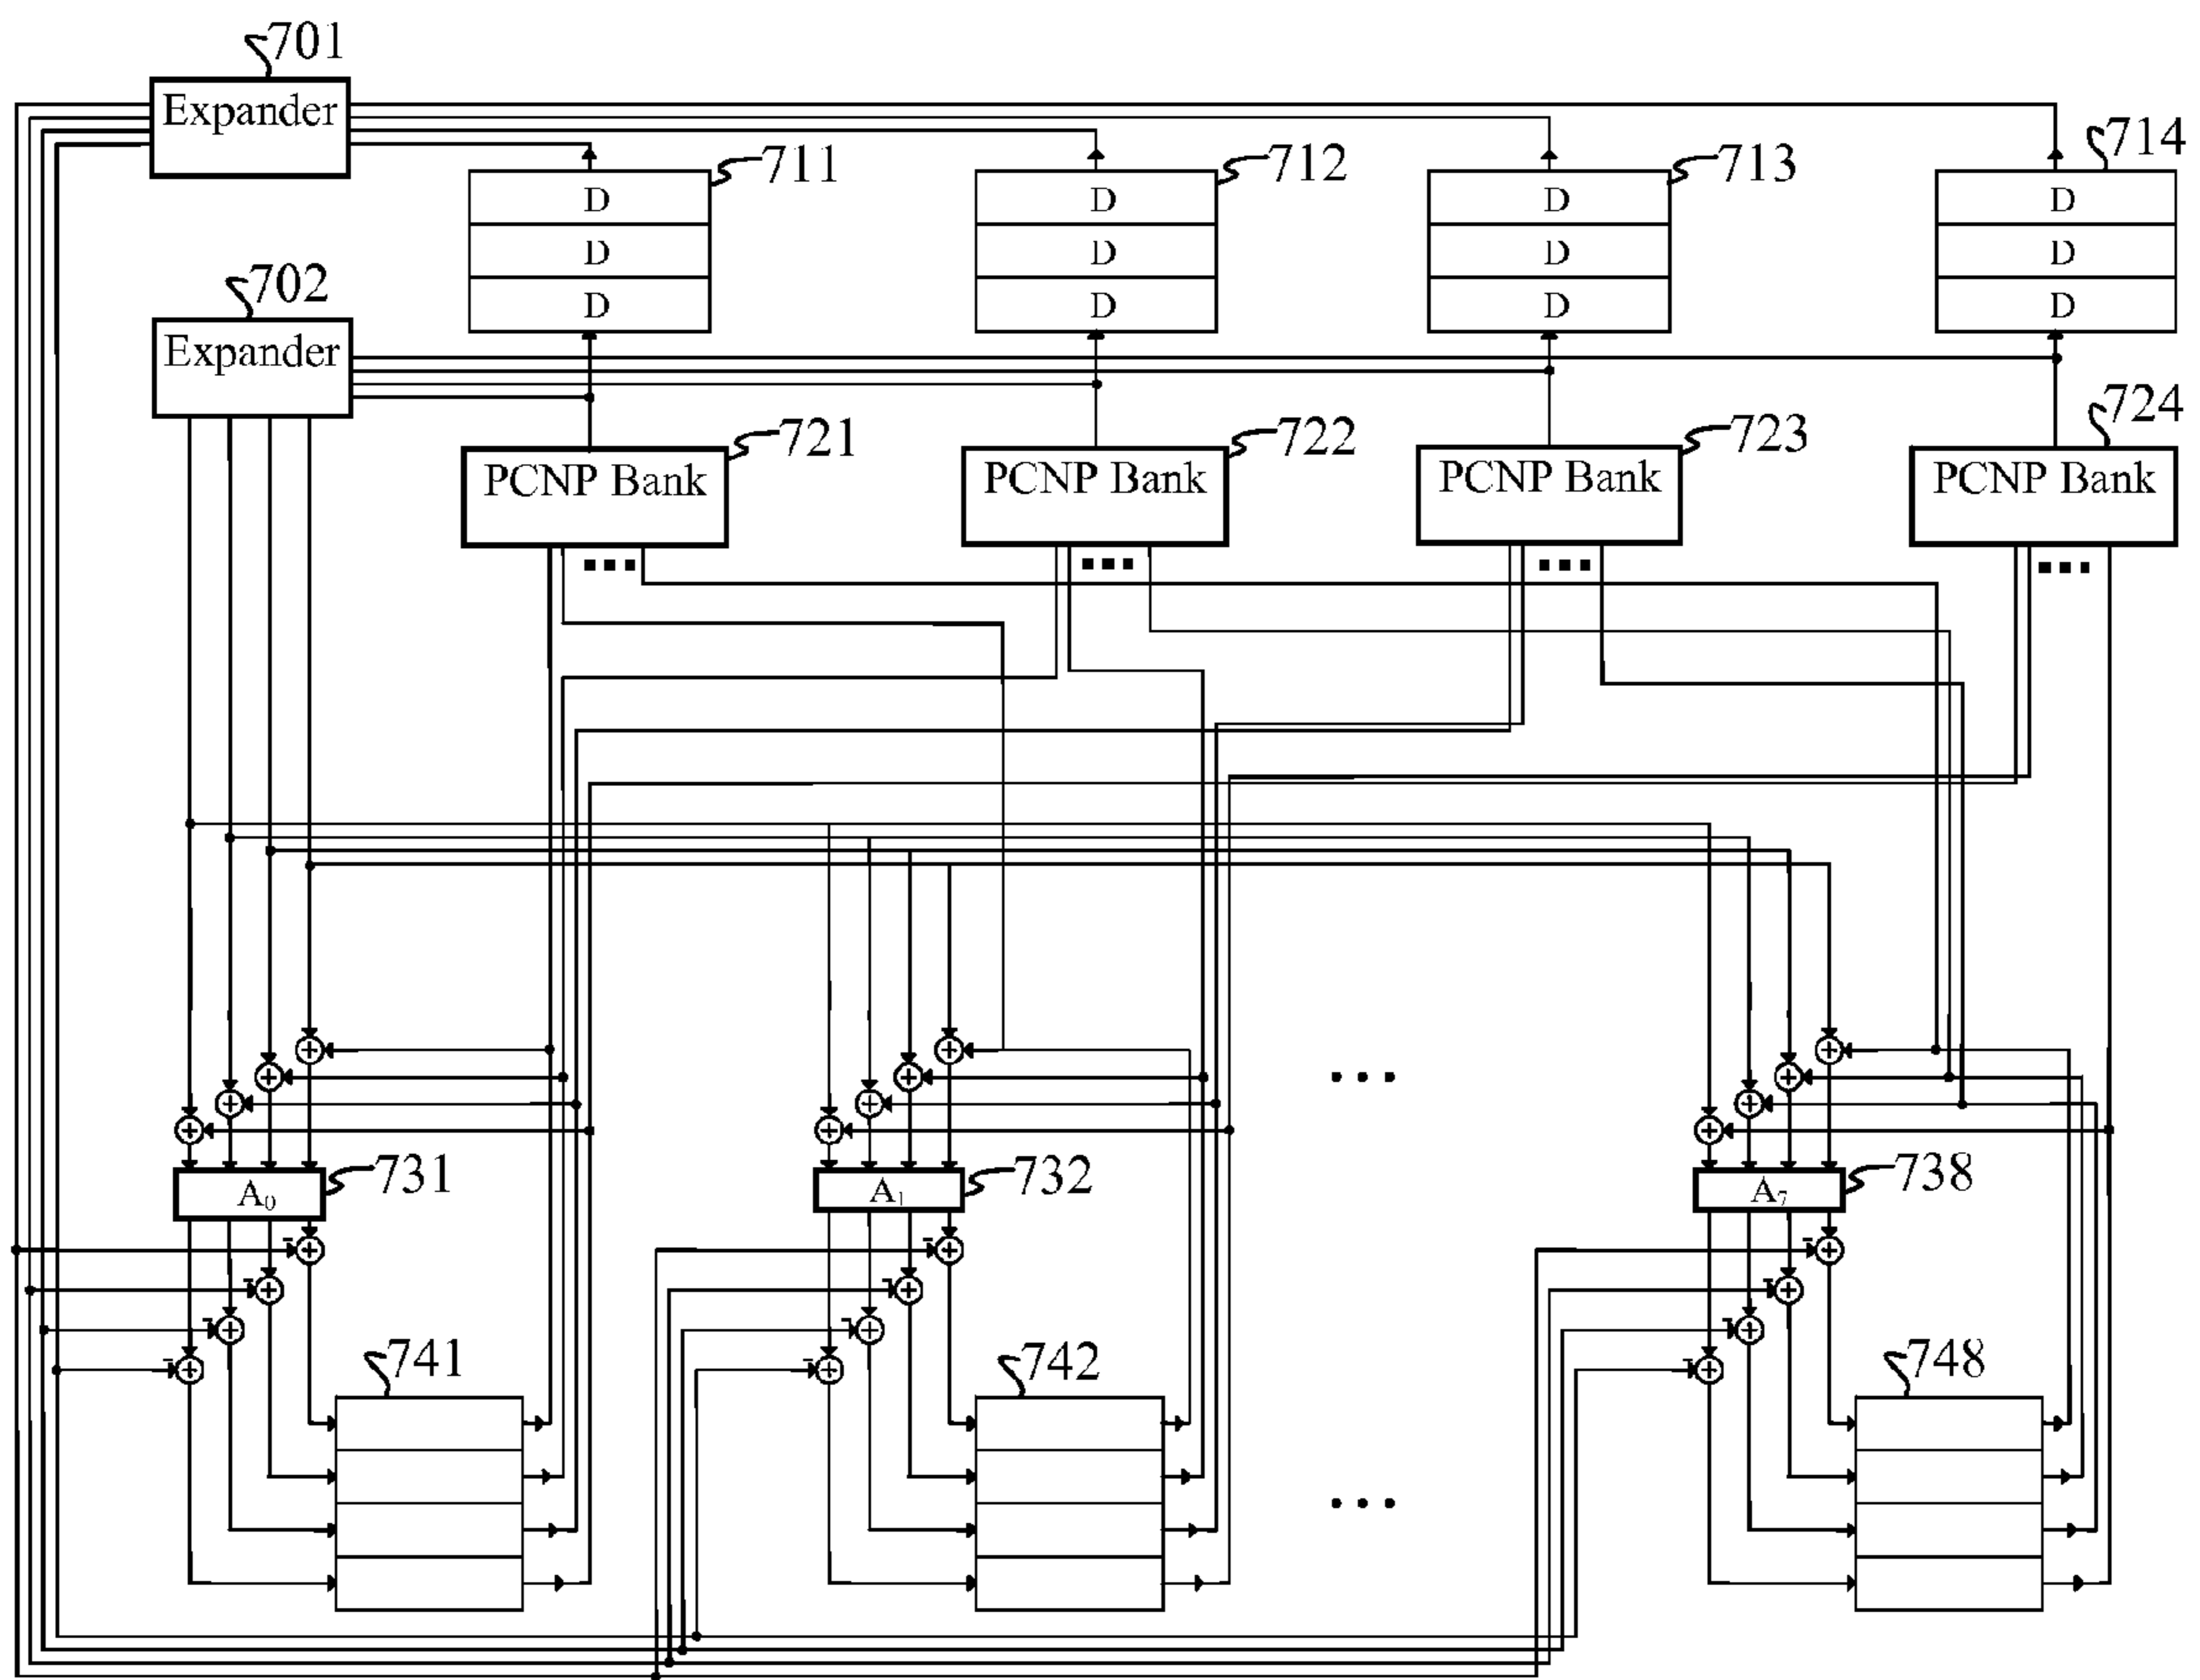 701
Expander
711
712
713
714
D
D
D
D
D
D
D
D
D
D
D
D
702
Expander
721
722
723
724
PCNP Bank
PCNP Bank
PCNP Bank
PCNP Bank
731
732
738
A₀
A₁
A₇
741
742
748